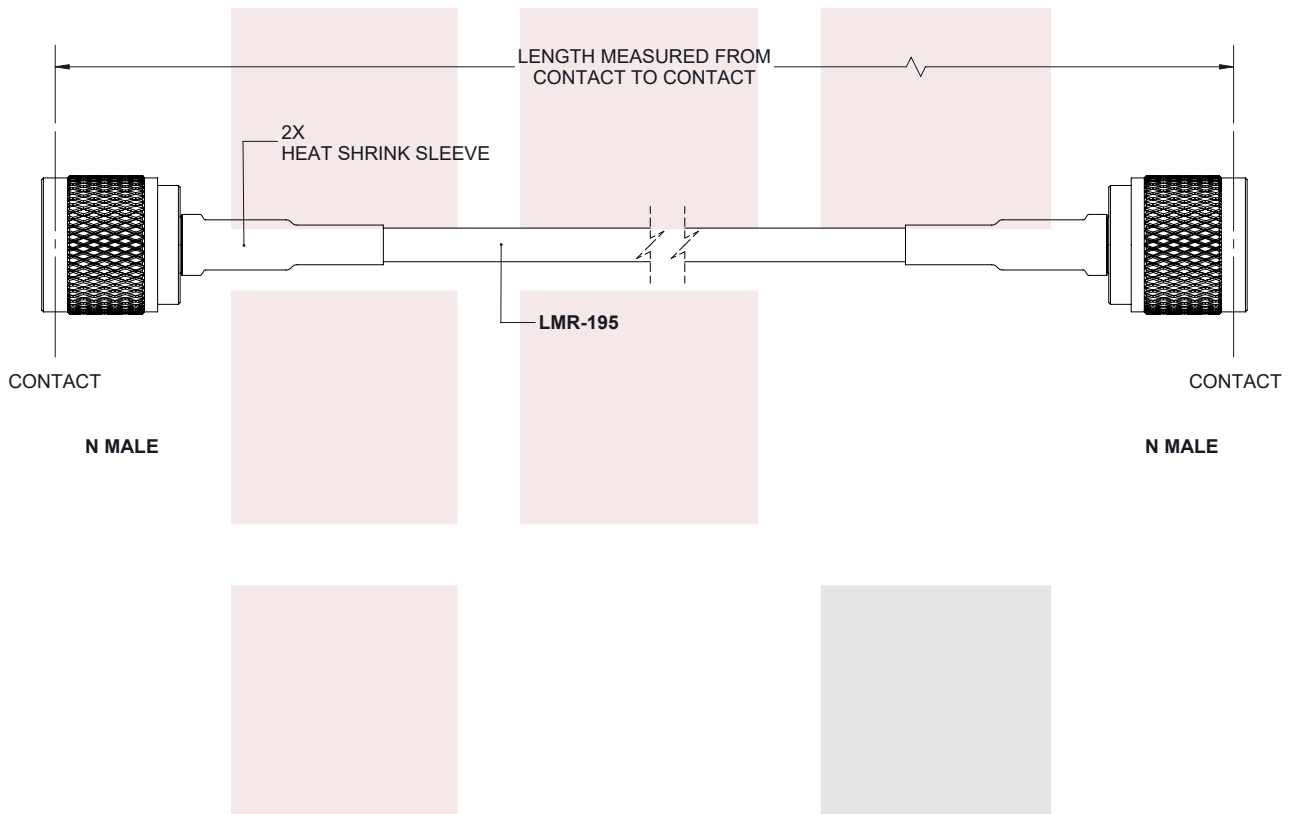 LENGTH MEASURED FROM
CONTACT TO CONTACT
2X
HEAT SHRINK SLEEVE
LMR-195
CONTACT
CONTACT
N MALE
N MALE